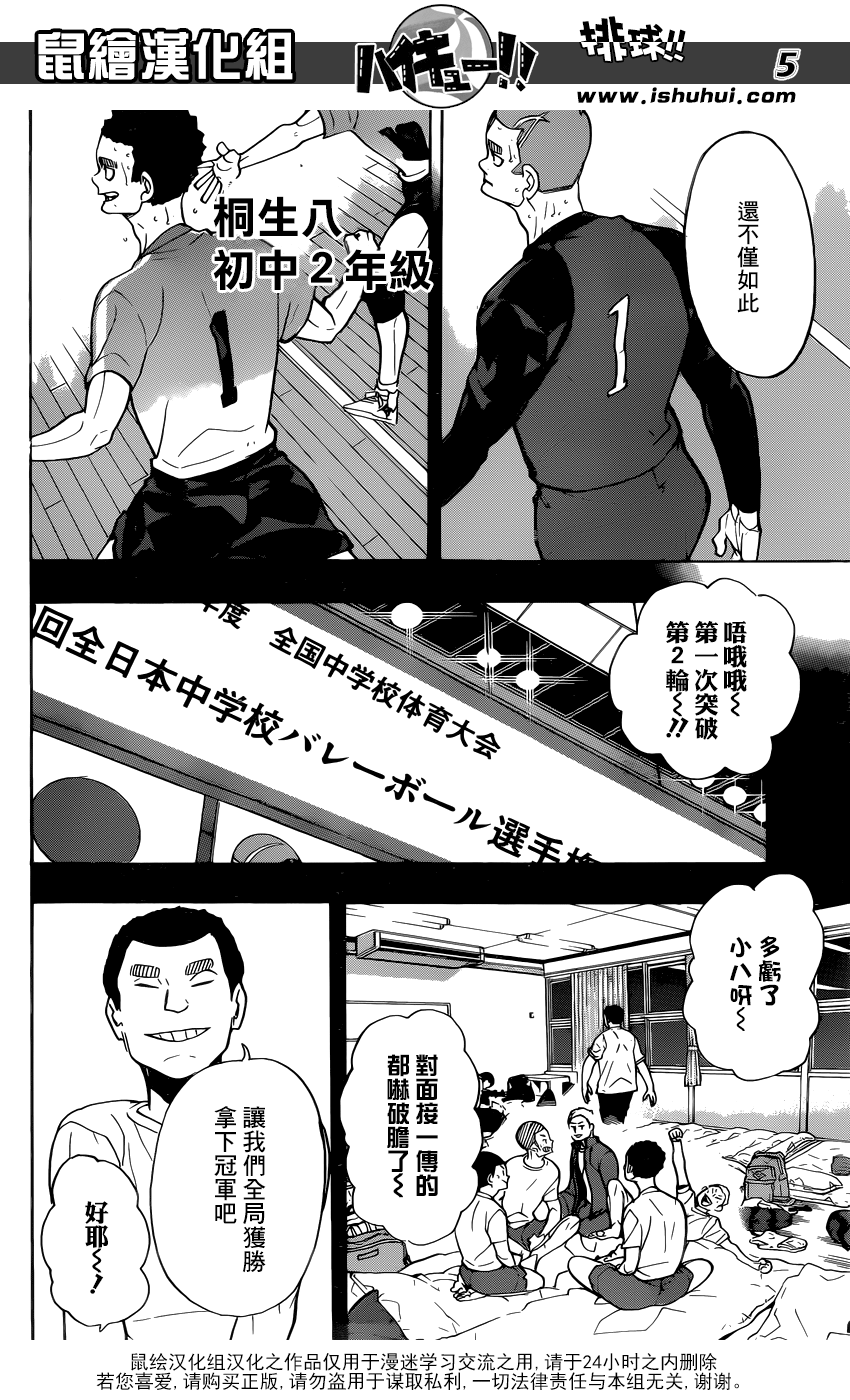 鼠繪漢化組
ハイキュー!!
排球!!
5
www.ishuhui.com
還不僅如此
1
桐生八
初中2年級
1
唔哦哦~
第一次突破
第2輪~!!
年度 全国中学校体育大会
回全日本中学校バレーボール選手権
多虧了
小八呀~
對面接一傳的
都嚇破膽了~
讓我們全局獲勝
拿下冠軍吧
好耶~!
鼠绘汉化组汉化之作品仅用于漫迷学习交流之用,请于24小时之内删除
若您喜爱,请购买正版,请勿盗用于谋取私利,一切法律责任与本组无关,谢谢。